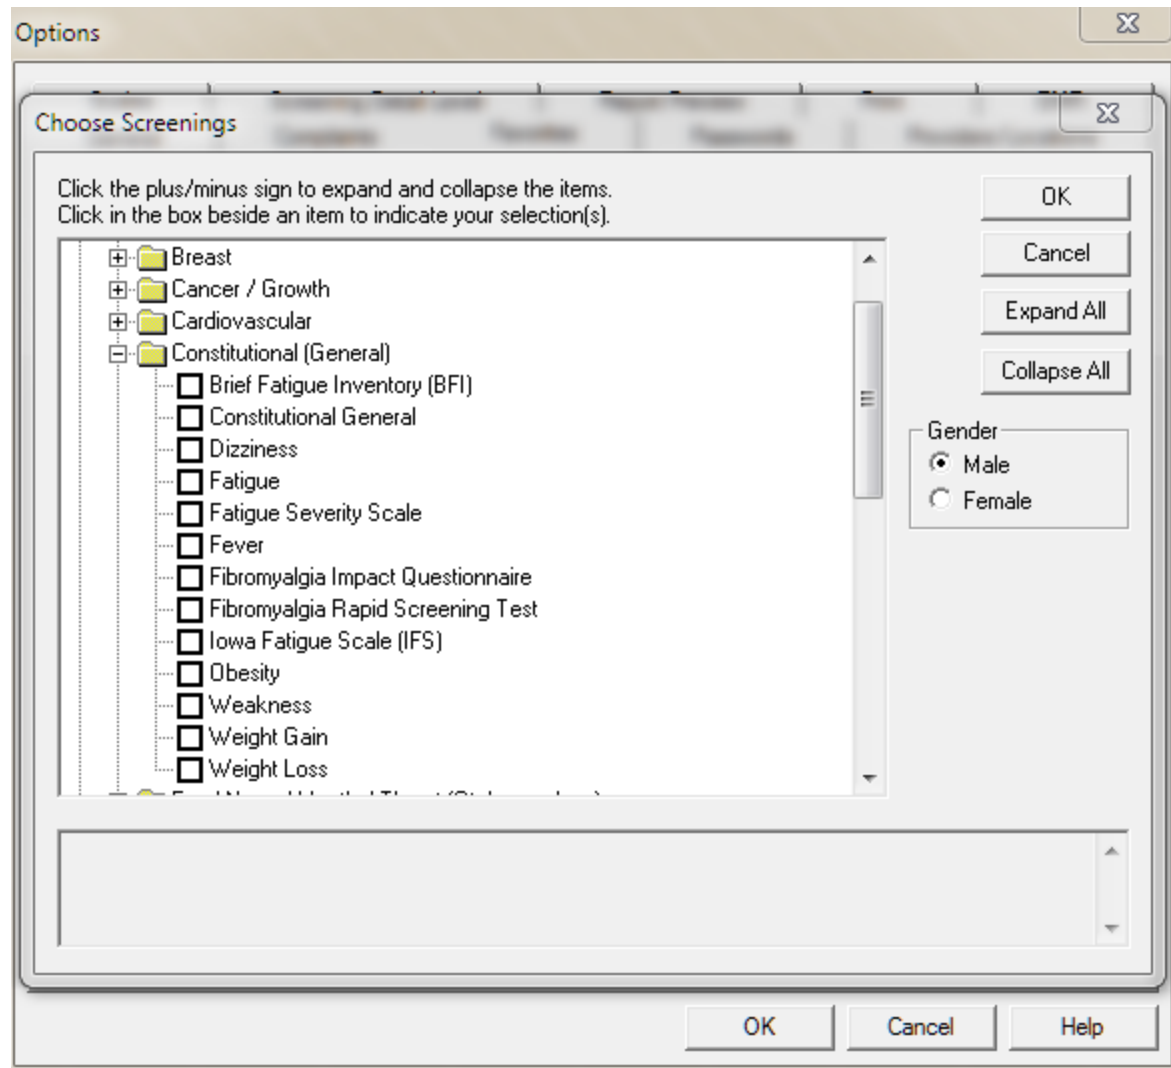 Options
Choose Screenings
Click the plus/minus sign to expand and collapse the items.
Click in the box beside an item to indicate your selection(s).
OK
Cancel
Expand All
Collapse All
Gender
Male
Female
Breast
Cancer / Growth
Cardiovascular
Constitutional (General)
Brief Fatigue Inventory (BFI)
Constitutional General
Dizziness
Fatigue
Fatigue Severity Scale
Fever
Fibromyalgia Impact Questionnaire
Fibromyalgia Rapid Screening Test
Iowa Fatigue Scale (IFS)
Obesity
Weakness
Weight Gain
Weight Loss
OK
Cancel
Help